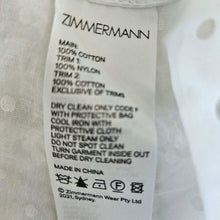 ZIMMERMANN
MAIN:
100% COTTON
TRIM 1:
100% NYLON
TRIM 2:
100% COTTON
EXCLUSIVE OF TRIMS
DRY CLEAN ONLY CODE P
WITH PROTECTIVE BAG
COOL IRON WITH
PROTECTIVE CLOTH
LIGHT STEAM ONLY
DO NOT SPOT CLEAN
TURN GARMENT INSIDE OUT
BEFORE DRY CLEANING
MADE IN CHINA
© Zimmermann Wear Pty Ltd
2021, Sydney